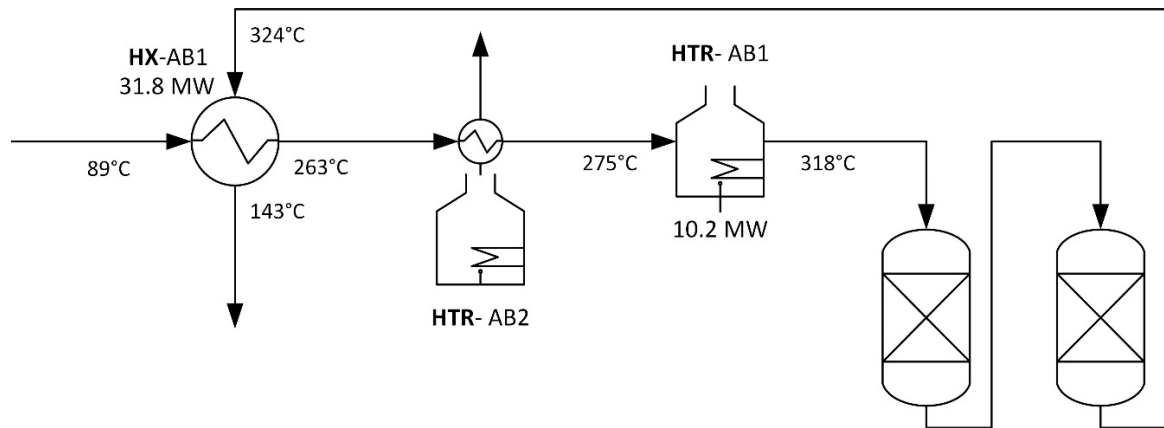 324°C
HX-AB1
31.8 MW
HTR- AB1
89°C
263°C
275°C
318°C
143°C
10.2 MW
HTR- AB2